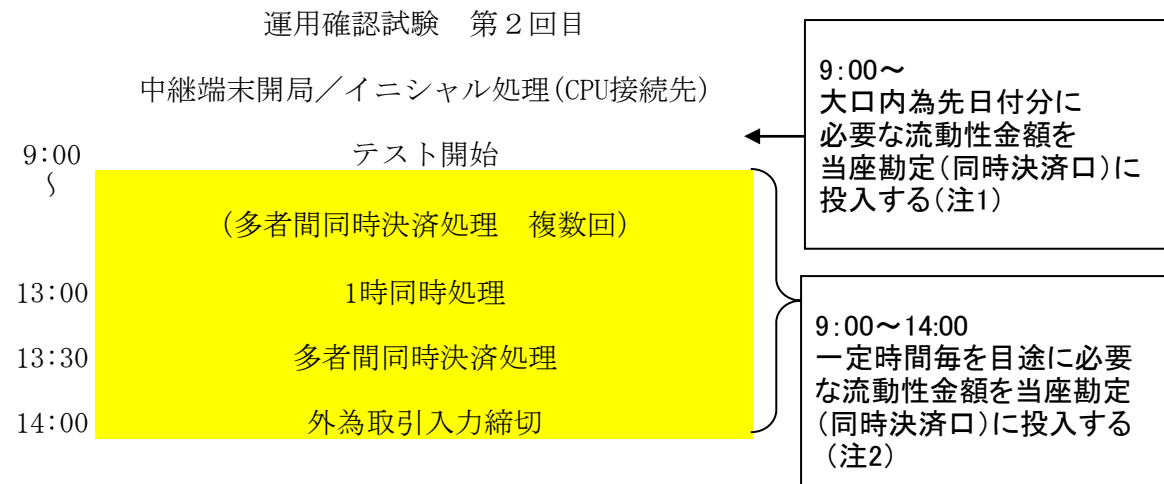 運用確認試験　第２回目
中継端末開局／イニシャル処理(CPU接続先)
9:00　テスト開始
～
(多者間同時決済処理　複数回)
13:00　1時同時処理
13:30　多者間同時決済処理
14:00　外為取引入力締切
9:00～
大口内為先日付分に
必要な流動性金額を
当座勘定(同時決済口)に
投入する(注1)
9:00～14:00
一定時間毎を目途に必要
な流動性金額を当座勘定
(同時決済口)に投入する
(注2)